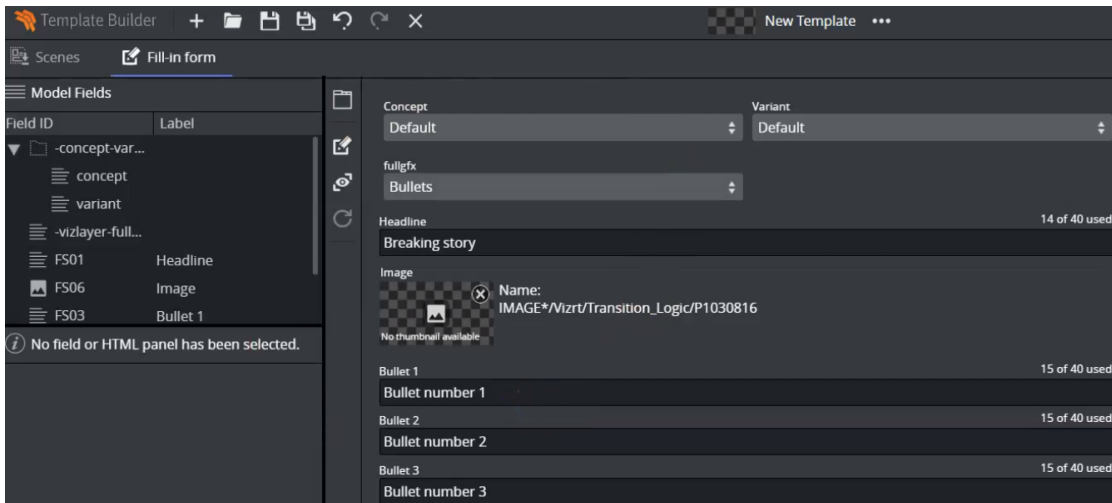 Template Builder
New Template
Scenes
Fill-in form
Model Fields
Field ID Label
-concept-var...
concept
variant
-vizlayer-full...
FS01 Headline
FS06 Image
FS03 Bullet 1
No field or HTML panel has been selected.
Concept Variant
Default Default
fullgfx
Bullets
Headline 14 of 40 used
Breaking story
Image
Name:
IMAGE*/Vizrt/Transition_Logic/P1030816
No thumbnail available
Bullet 1 15 of 40 used
Bullet number 1
Bullet 2 15 of 40 used
Bullet number 2
Bullet 3 15 of 40 used
Bullet number 3